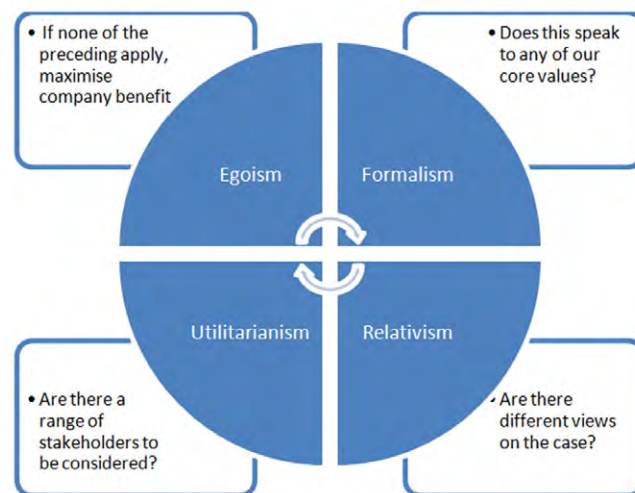 • If none of the
preceding apply,
maximise
company benefit
• Does this speak
to any of our
core values?
Egoism
Formalism
Utilitarianism
Relativism
• Are there a
range of
stakeholders to
be considered?
• Are there
different views
on the case?